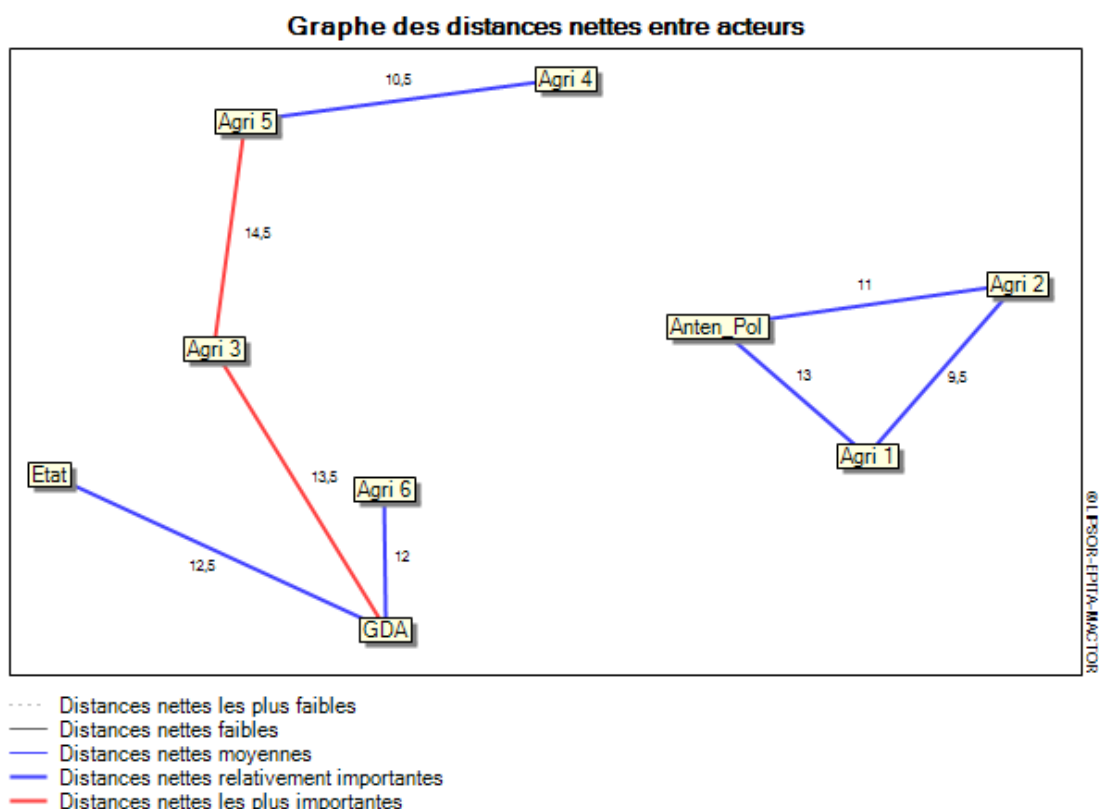 Graphe des distances nettes entre acteurs
10,5
Agri 4
Agri 5
14,5
11
Agri 2
Anten_Pol
Agri 3
13
9,5
Agri 1
Etat
13,5
Agri 6
12
12,5
GDA
@LIPSOR-EPITA-MACTOR
Distances nettes les plus faibles
Distances nettes faibles
Distances nettes moyennes
Distances nettes relativement importantes
Distances nettes les plus importantes